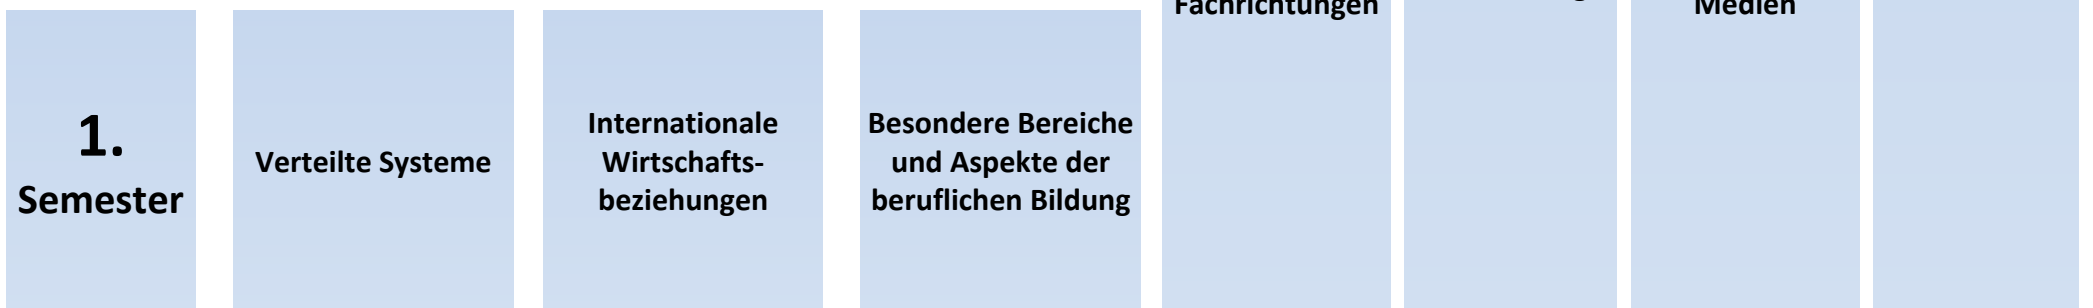 Fachrichtungen
Medien
1.
Semester
Verteilte Systeme
Internationale
Wirtschafts-
beziehungen
Besondere Bereiche
und Aspekte der
beruflichen Bildung